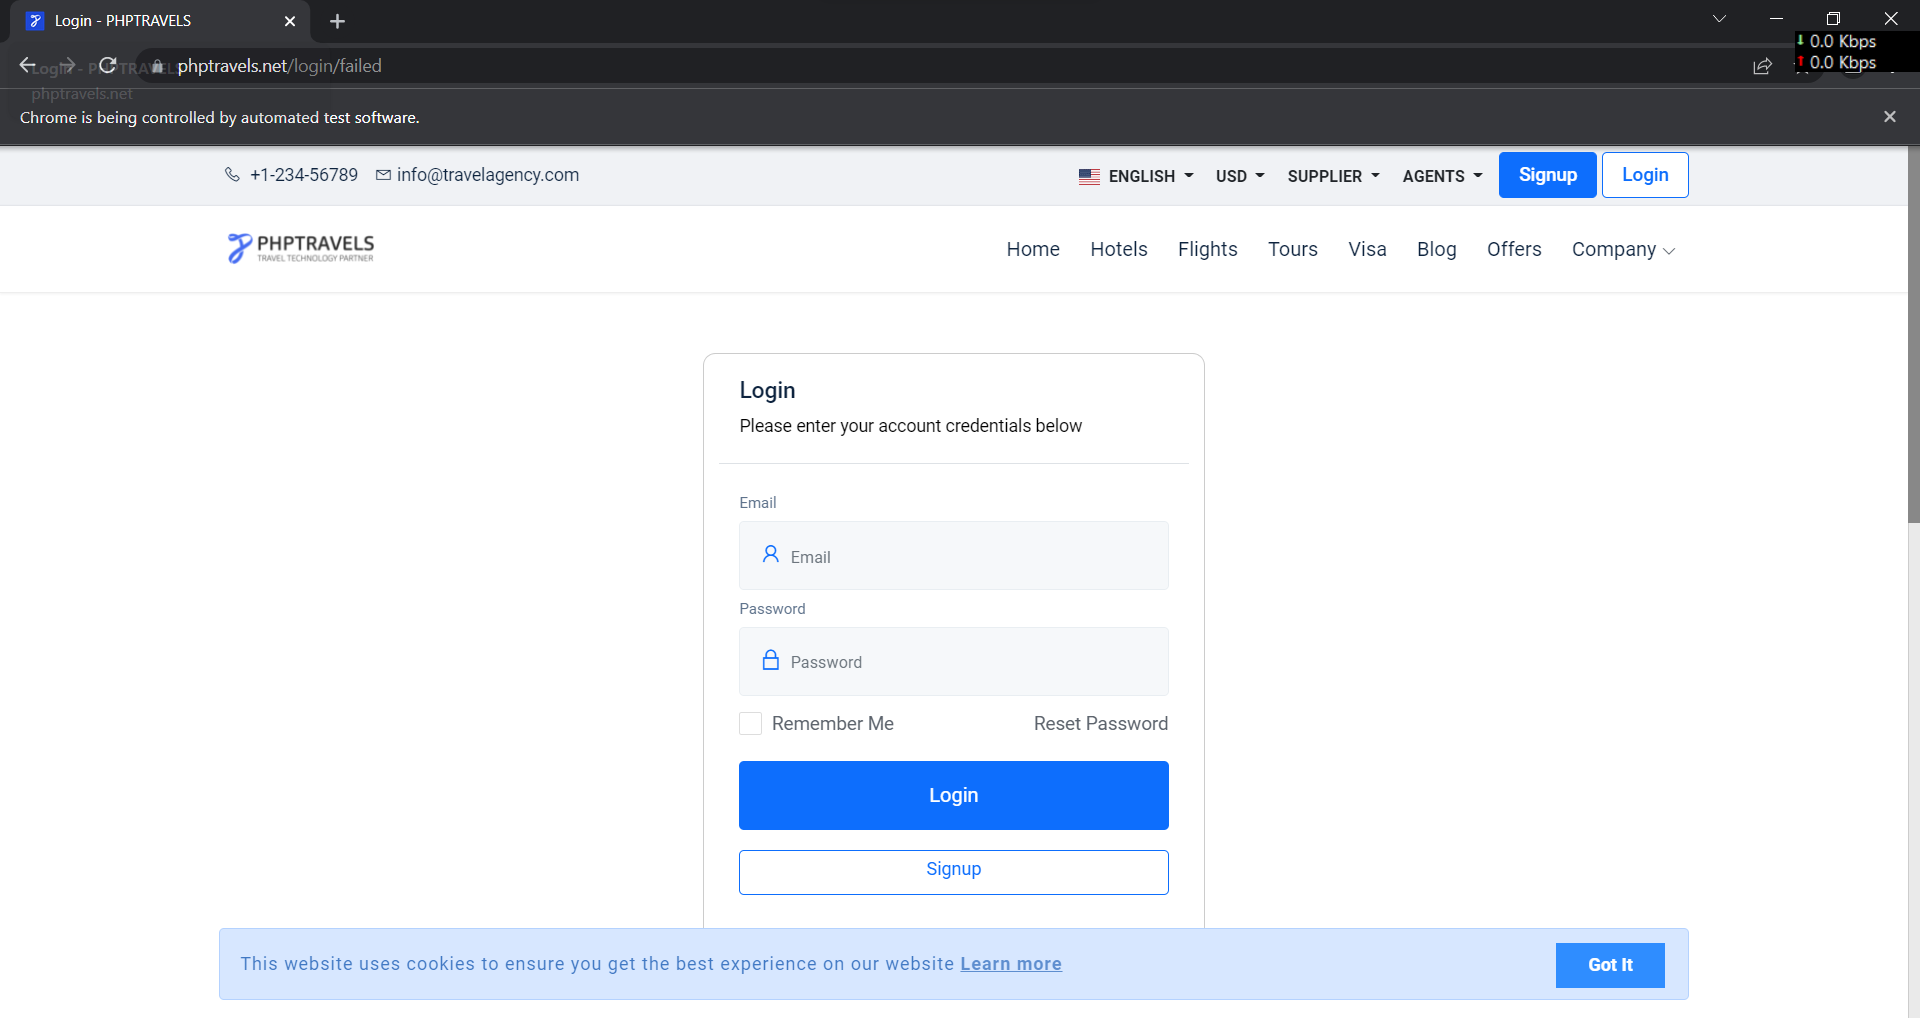 Login - PHPTRAVELS
0.0 Kbps
0.0 Kbps
Login - PHPTRAVELS
phptravels.net/login/failed
phptravels.net
Chrome is being controlled by automated test software.
+1-234-56789 info@travelagency.com ENGLISH USD SUPPLIER AGENTS Signup Login
PHPTRAVELS
TRAVEL TECHNOLOGY PARTNER
Home Hotels Flights Tours Visa Blog Offers Company
Login
Please enter your account credentials below
Email
Email
Password
Password
Remember Me Reset Password
Login
Signup
This website uses cookies to ensure you get the best experience on our website Learn more Got It